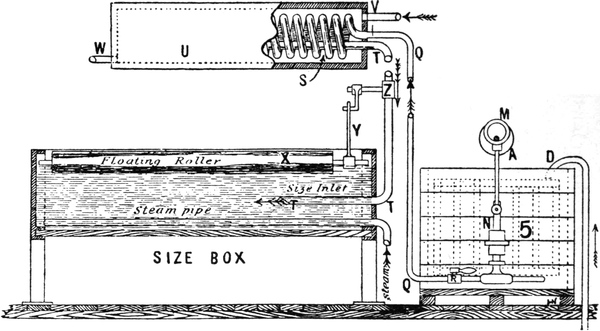 V
W
U
Q
T
S
Z
M
Y
A
Floating Roller
X
D
Size Inlet
T
T
N
5
Steam pipe
SIZE BOX
steam
Q
R